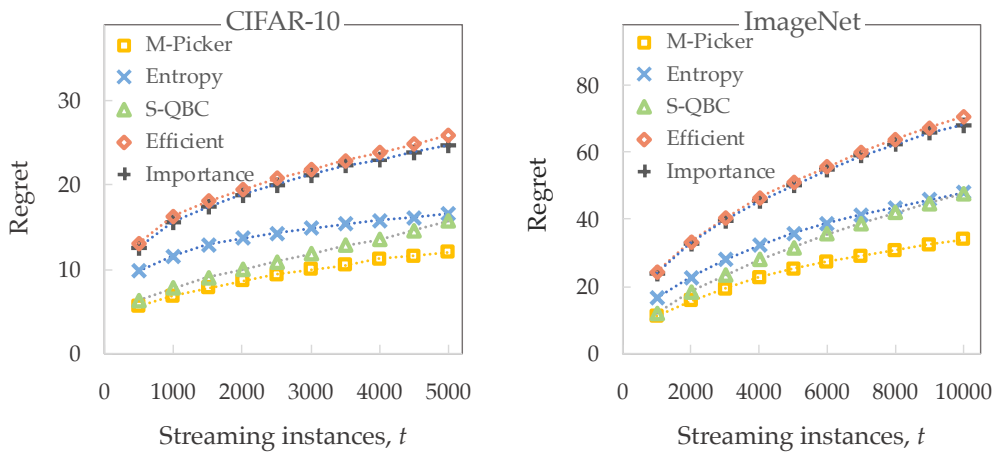 CIFAR-10
M-Picker
Entropy
S-QBC
Efficient
Importance
Regret
30
20
10
0
0 1000 2000 3000 4000 5000
Streaming instances, t
ImageNet
M-Picker
Entropy
S-QBC
Efficient
Importance
Regret
80
60
40
20
0
0 2000 4000 6000 8000 10000
Streaming instances, t